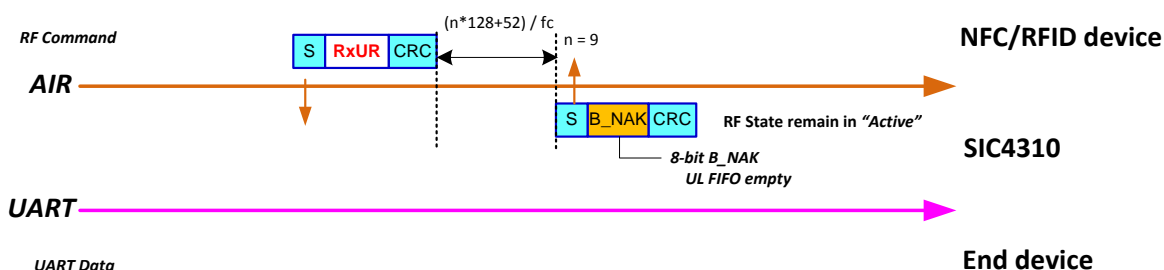 (n*128+52) / fc
RF Command
S RxUR CRC
n = 9
NFC/RFID device
AIR
S B_NAK CRC
RF State remain in “Active”
SIC4310
8-bit B_NAK
UL FIFO empty
UART
End device
UART Data